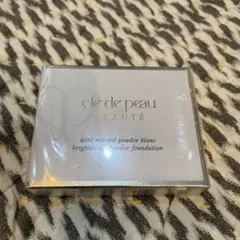 clé de peau
BEAUTÉ
teint naturel poudre blanc
brightening powder foundation